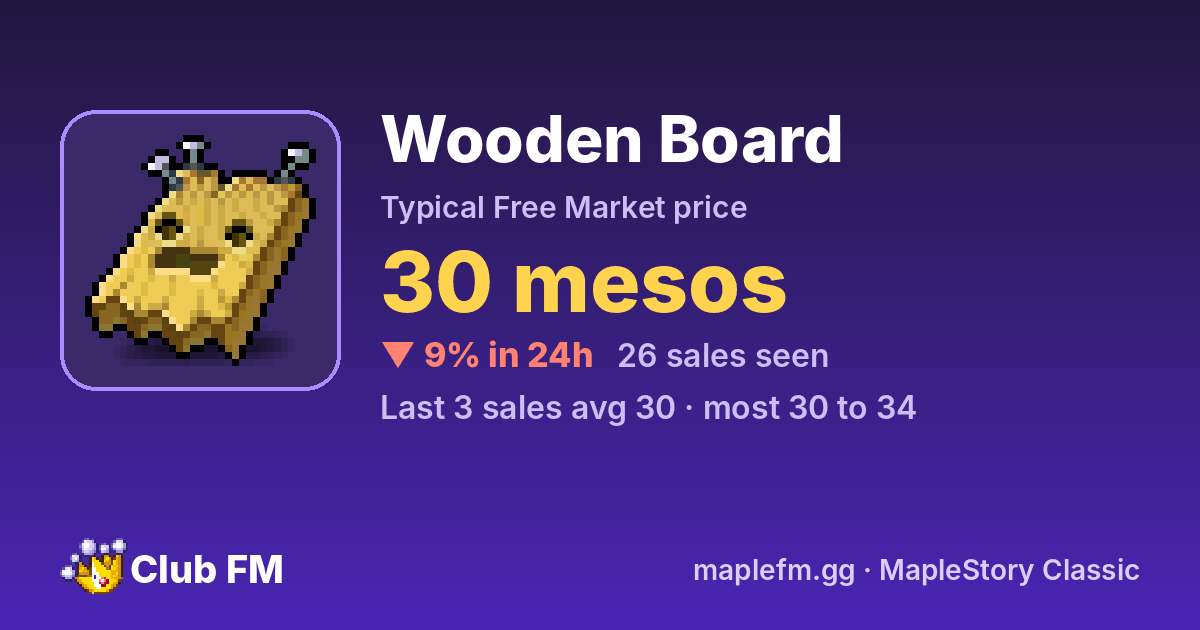 Wooden Board
Typical Free Market price
30 mesos
▼ 9% in 24h 26 sales seen
Last 3 sales avg 30 · most 30 to 34
Club FM
maplefm.gg · MapleStory Classic